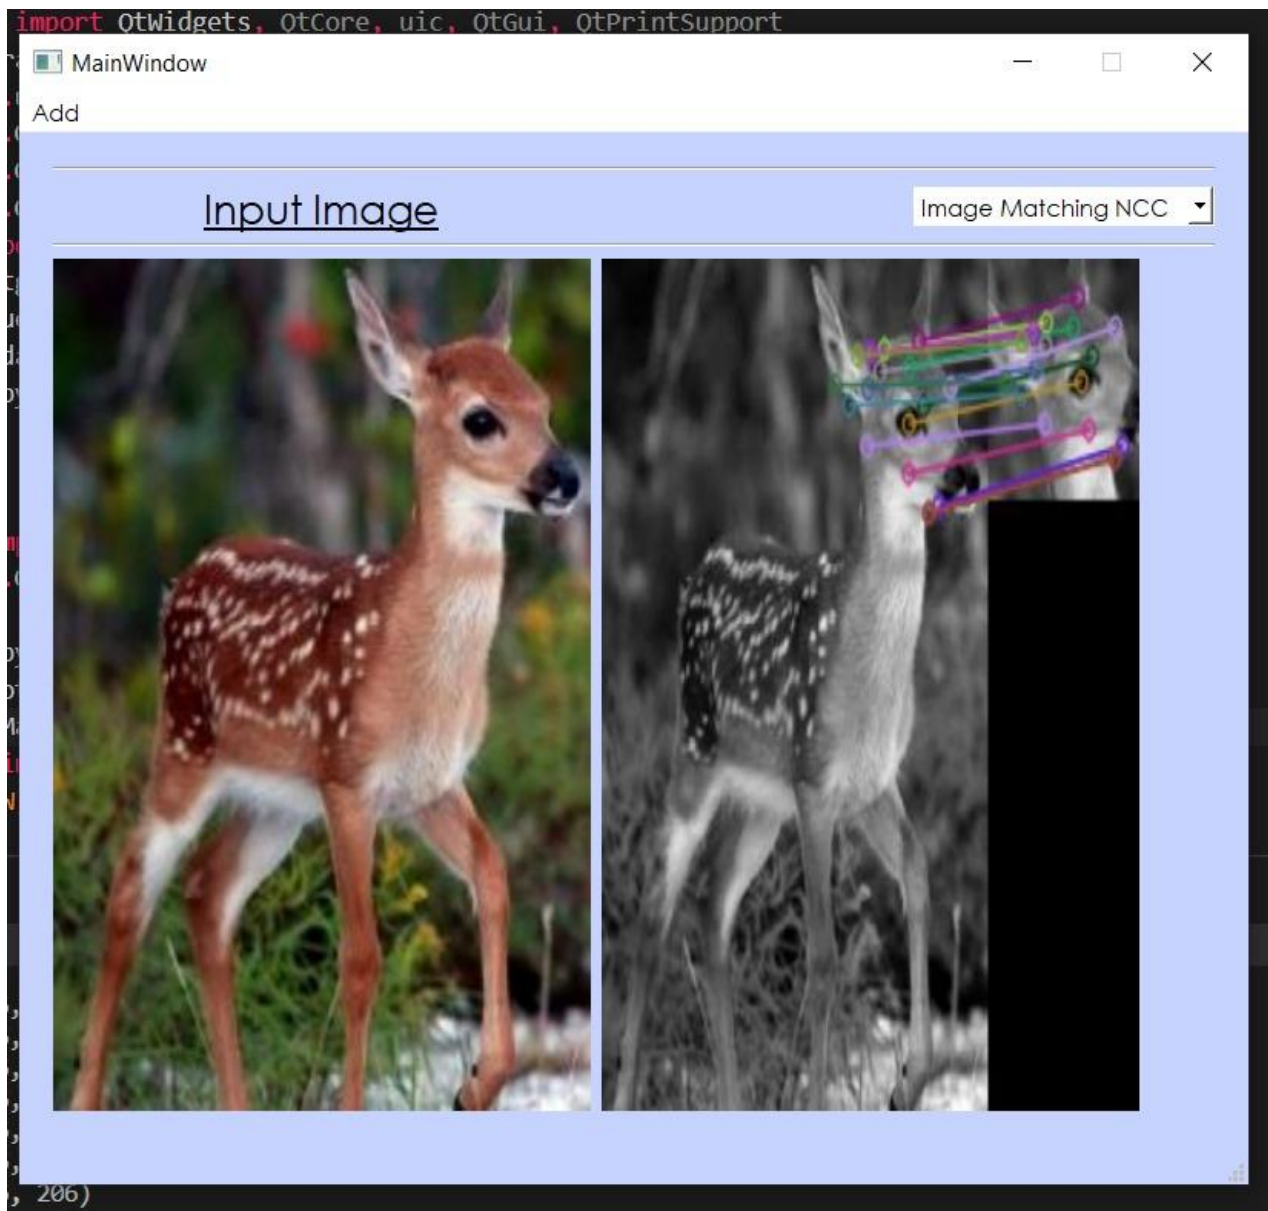 import QtWidgets, QtCore, uic, QtGui, QtPrintSupport
MainWindow
Add
Input Image
Image Matching NCC
, 206)